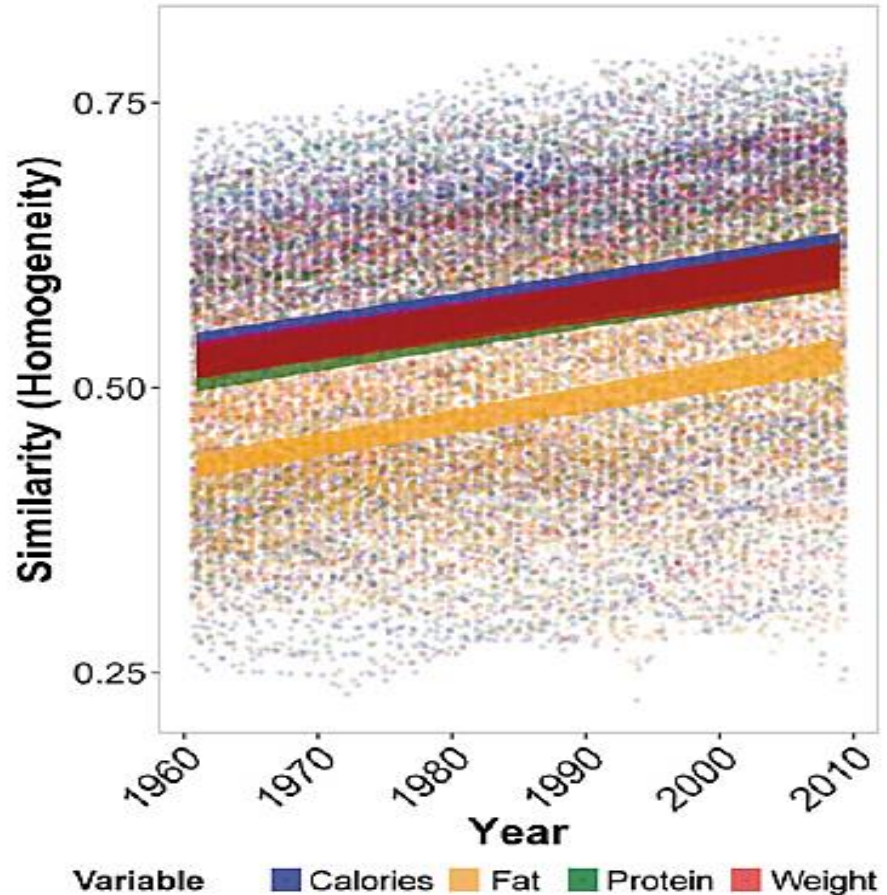 Similarity (Homogeneity)
0.75
0.50
0.25
1960 1970 1980 1990 2000 2010
Year
Variable Calories Fat Protein Weight